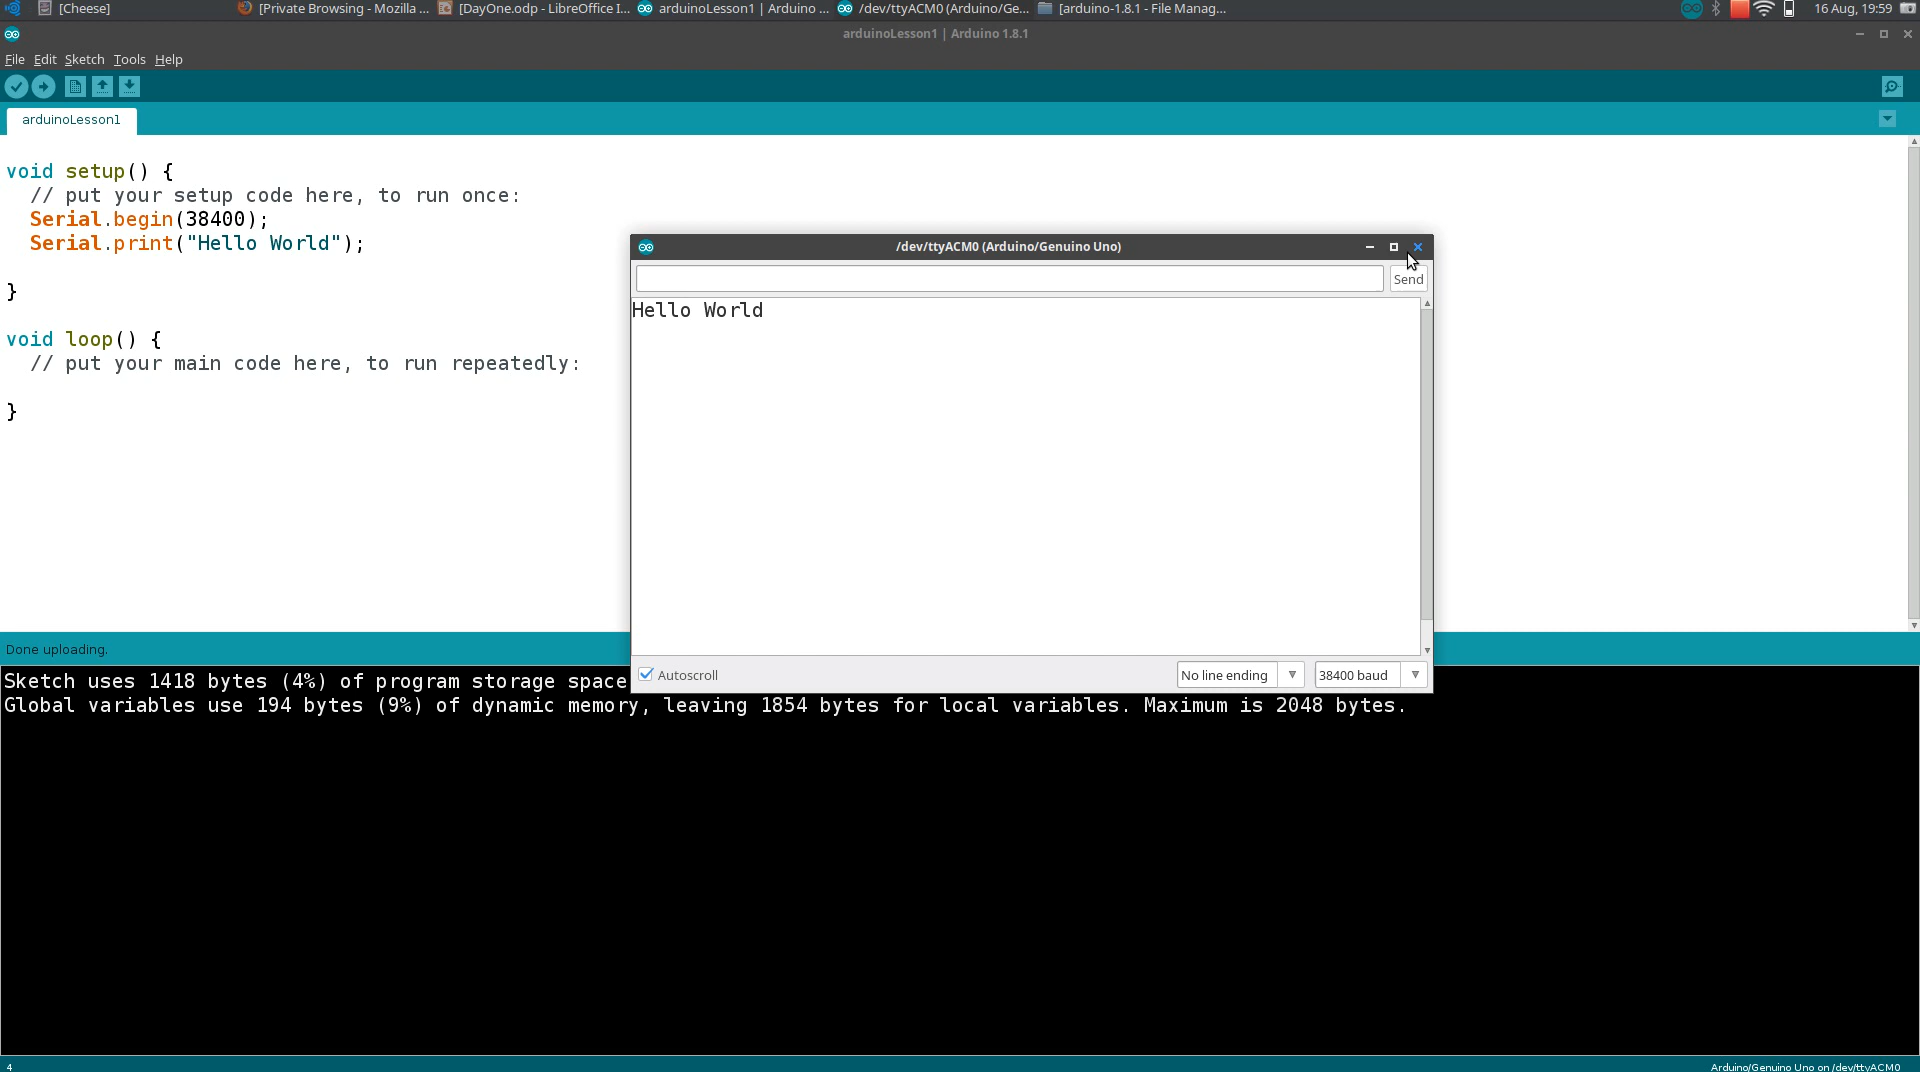 [Cheese] [Private Browsing - Mozilla ... [DayOne.odp - LibreOffice I... arduinoLesson1 | Arduino ... /dev/ttyACM0 (Arduino/Ge... [arduino-1.8.1 - File Manag... 16 Aug, 19:59
arduinoLesson1 | Arduino 1.8.1
File Edit Sketch Tools Help
arduinoLesson1
void setup() {
// put your setup code here, to run once:
Serial.begin(38400);
Serial.print("Hello World");
}
void loop() {
// put your main code here, to run repeatedly:
}
/dev/ttyACM0 (Arduino/Genuino Uno)
Send
Hello World
Autoscroll No line ending 38400 baud
Done uploading.
Sketch uses 1418 bytes (4%) of program storage space
Global variables use 194 bytes (9%) of dynamic memory, leaving 1854 bytes for local variables. Maximum is 2048 bytes.
4 Arduino/Genuino Uno on /dev/ttyACM0